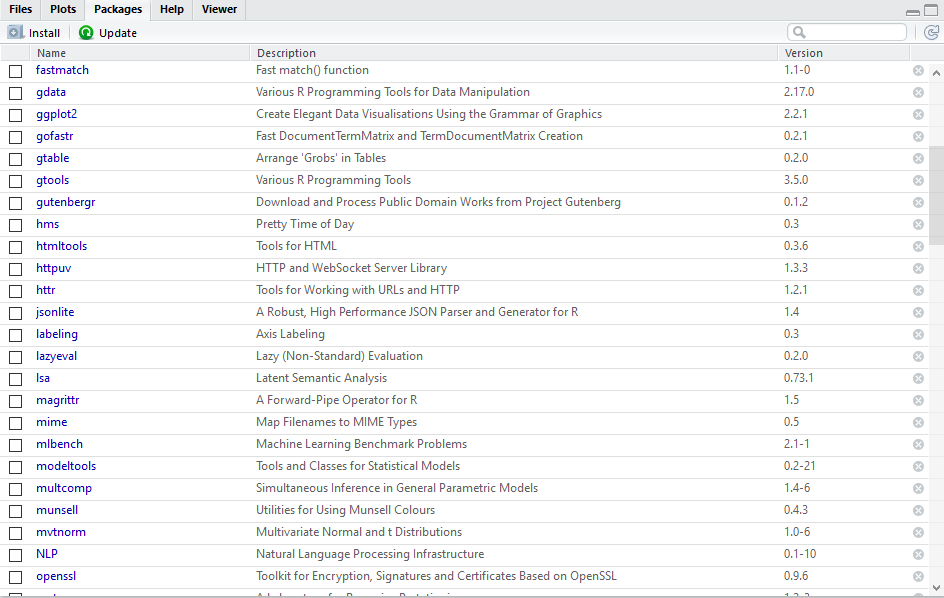 Files Plots Packages Help Viewer
Install Update
Name Description Version
fastmatch Fast match() function 1.1-0
gdata Various R Programming Tools for Data Manipulation 2.17.0
ggplot2 Create Elegant Data Visualisations Using the Grammar of Graphics 2.2.1
gofastr Fast DocumentTermMatrix and TermDocumentMatrix Creation 0.2.1
gtable Arrange 'Grobs' in Tables 0.2.0
gtools Various R Programming Tools 3.5.0
gutenbergr Download and Process Public Domain Works from Project Gutenberg 0.1.2
hms Pretty Time of Day 0.3
htmltools Tools for HTML 0.3.6
httpuv HTTP and WebSocket Server Library 1.3.3
httr Tools for Working with URLs and HTTP 1.2.1
jsonlite A Robust, High Performance JSON Parser and Generator for R 1.4
labeling Axis Labeling 0.3
lazyeval Lazy (Non-Standard) Evaluation 0.2.0
lsa Latent Semantic Analysis 0.73.1
magrittr A Forward-Pipe Operator for R 1.5
mime Map Filenames to MIME Types 0.5
mlbench Machine Learning Benchmark Problems 2.1-1
modeltools Tools and Classes for Statistical Models 0.2-21
multcomp Simultaneous Inference in General Parametric Models 1.4-6
munsell Utilities for Using Munsell Colours 0.4.3
mvtnorm Multivariate Normal and t Distributions 1.0-6
NLP Natural Language Processing Infrastructure 0.1-10
openssl Toolkit for Encryption, Signatures and Certificates Based on OpenSSL 0.9.6